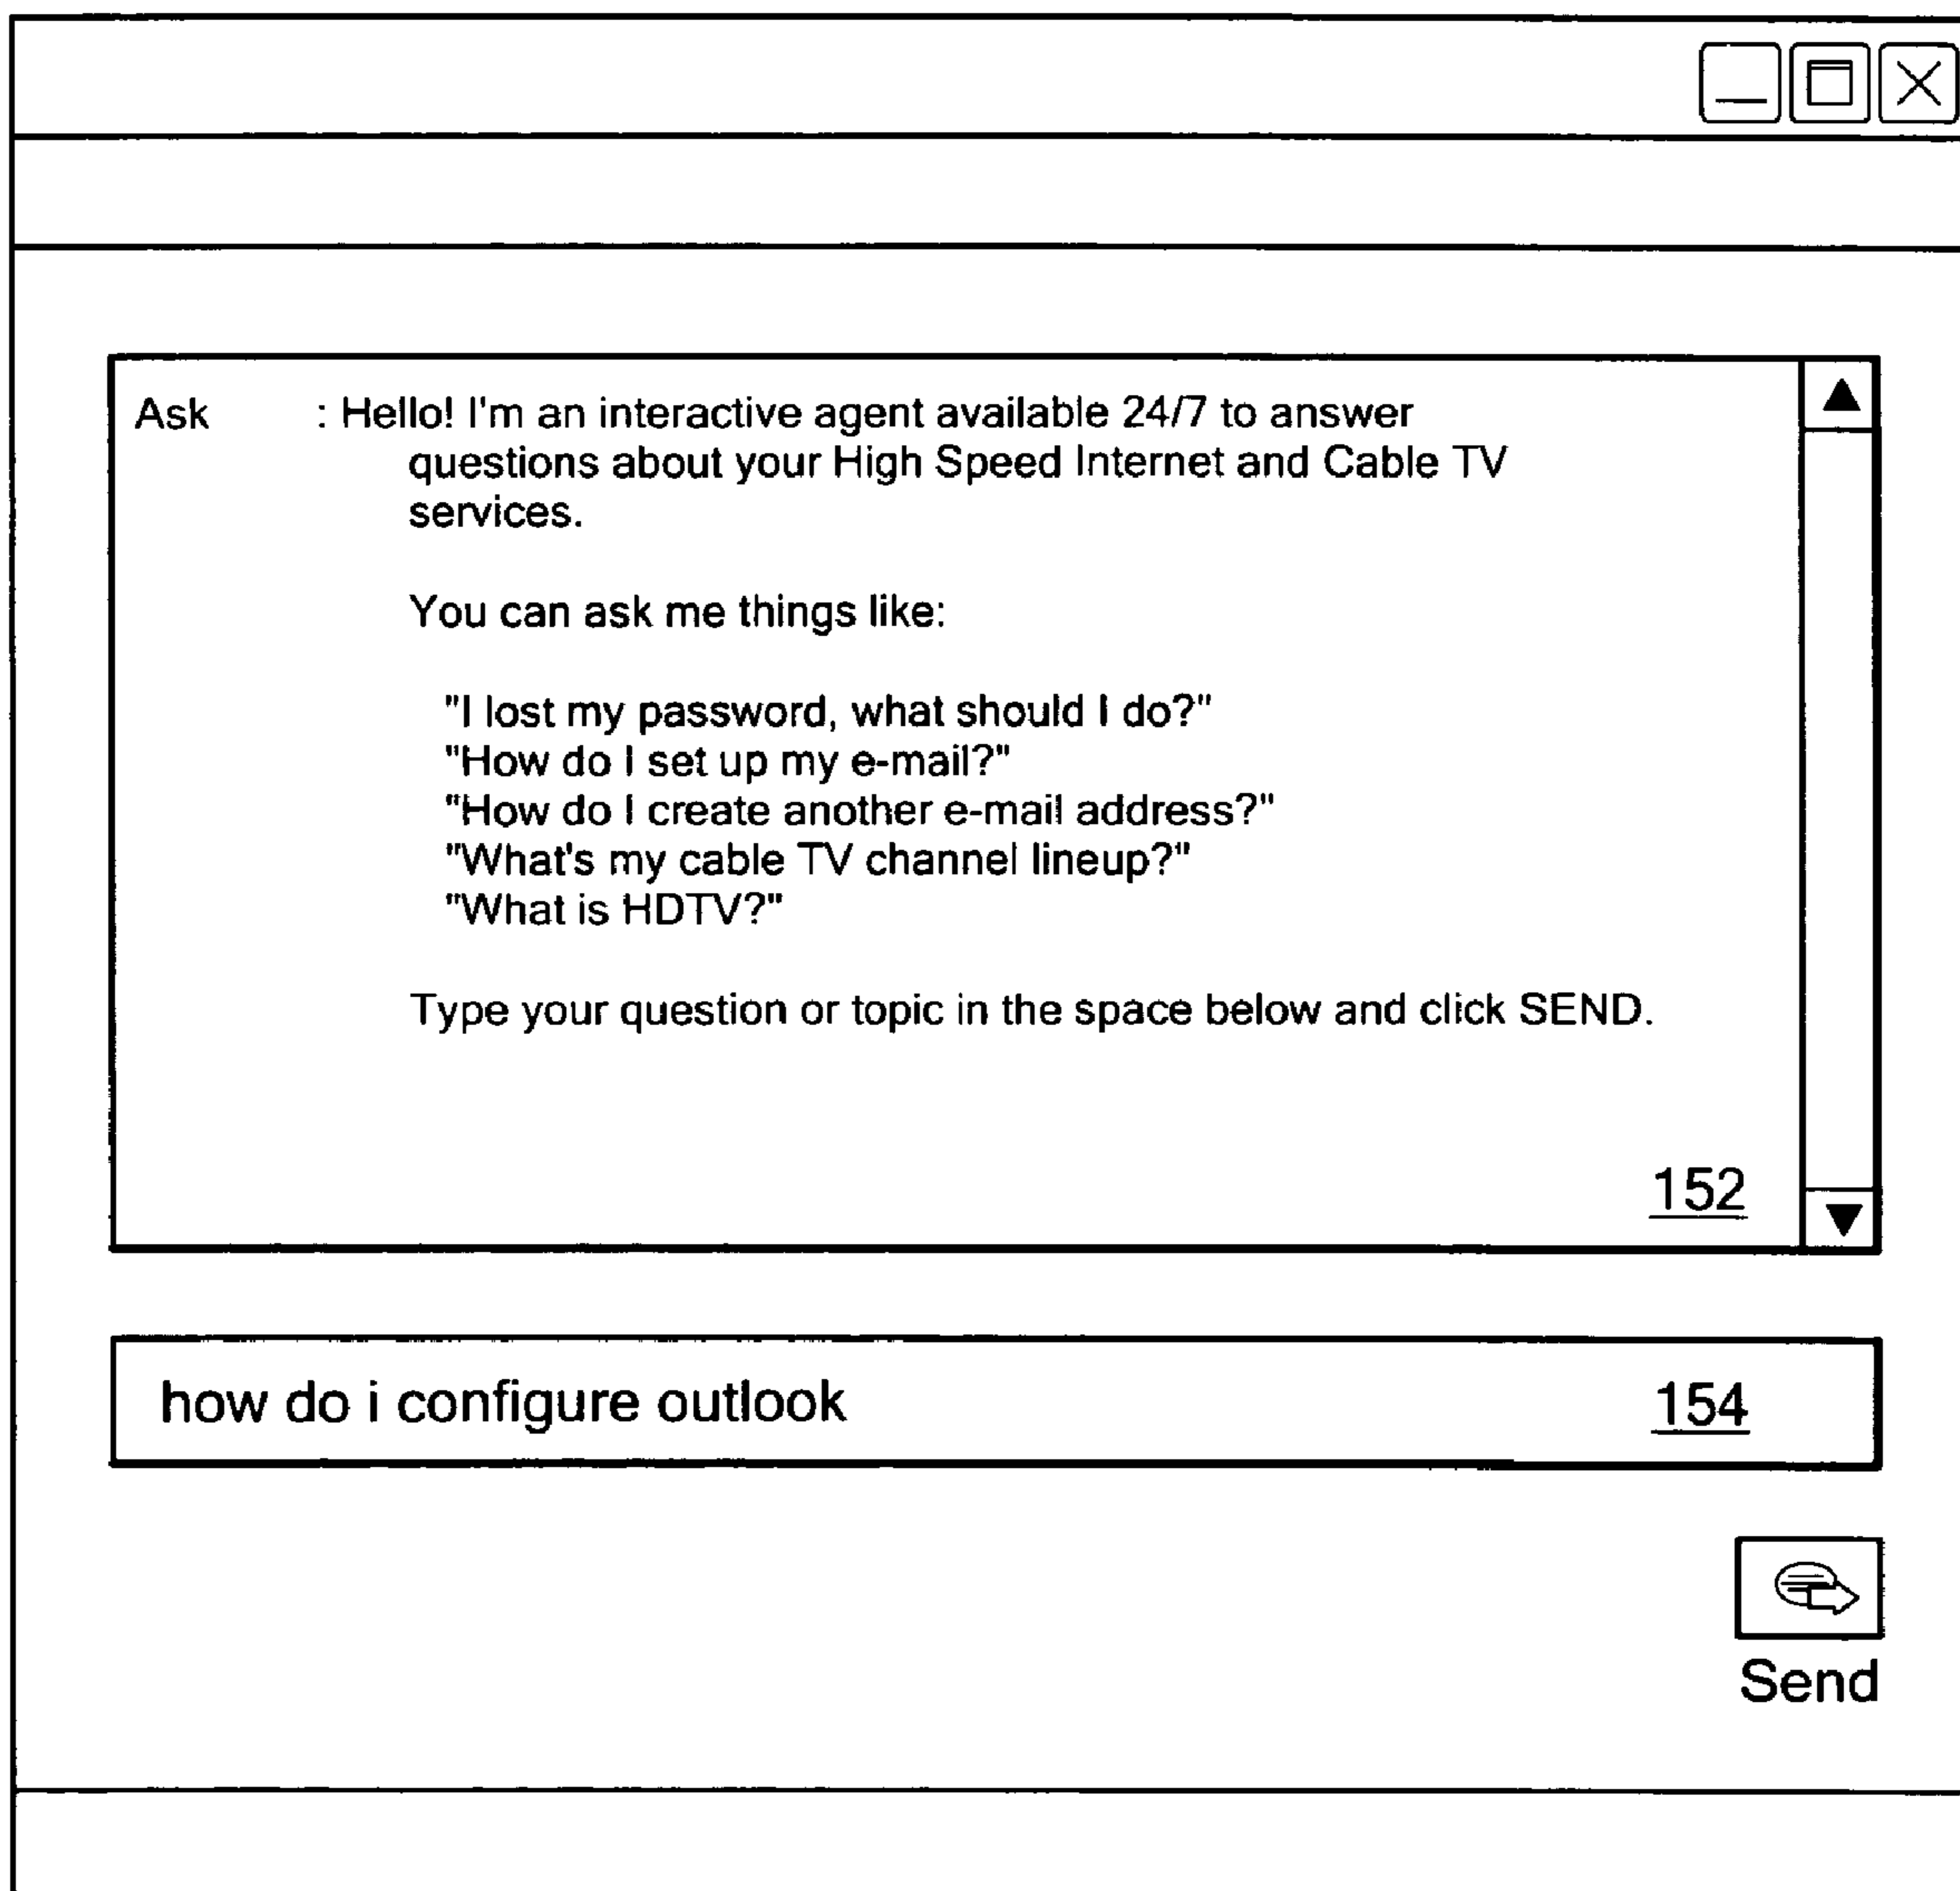 Ask : Hello! I'm an interactive agent available 24/7 to answer
questions about your High Speed Internet and Cable TV
services.
You can ask me things like:
"I lost my password, what should I do?"
"How do I set up my e-mail?"
"How do I create another e-mail address?"
"What's my cable TV channel lineup?"
"What is HDTV?"
Type your question or topic in the space below and click SEND.
152
how do i configure outlook 154
Send